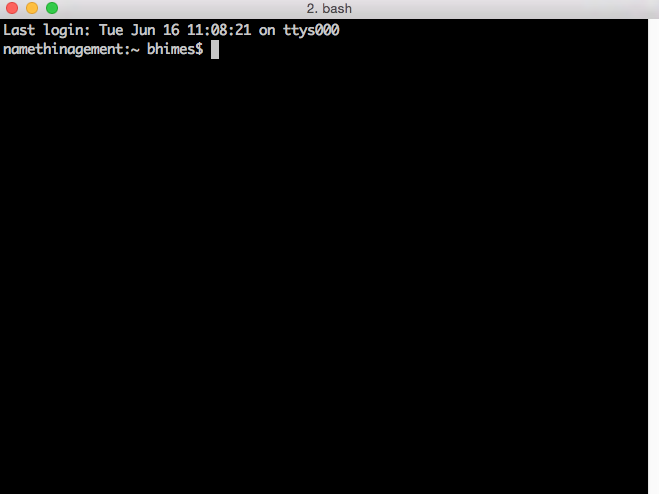 2. bash
Last login: Tue Jun 16 11:08:21 on ttys000
namethinagement:~ bhimes$